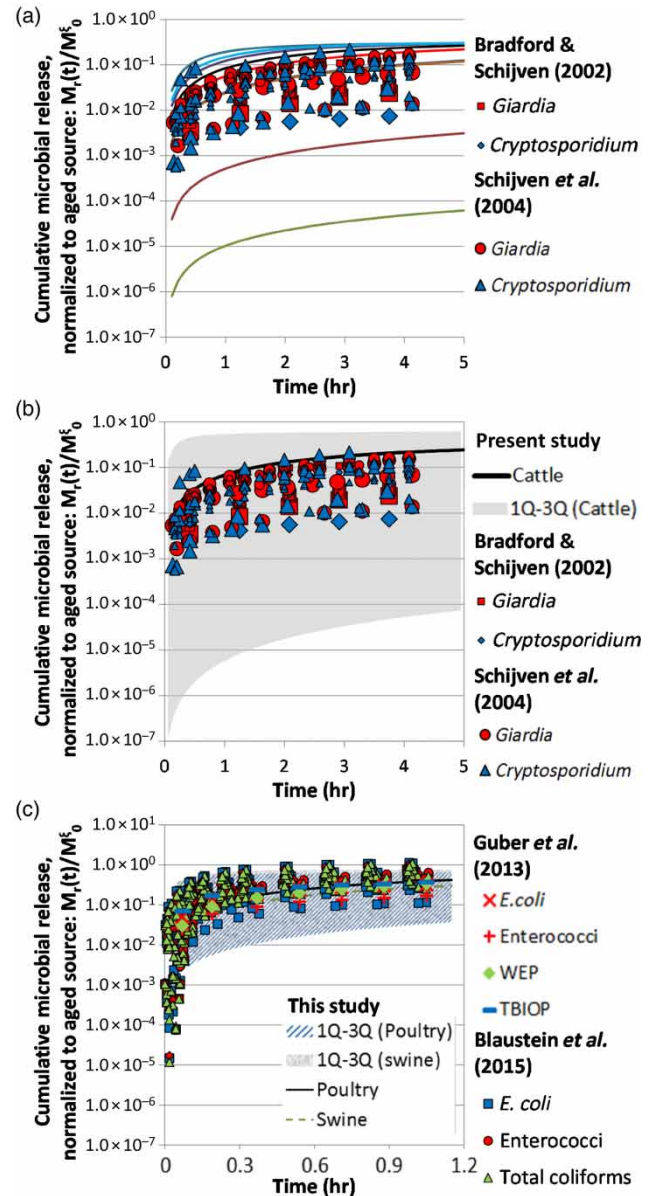 (a)
Cumulative microbial release,
normalized to aged source: Mᵣ(t)/M₀^ξ
1.0 × 10⁰
1.0 × 10⁻¹
1.0 × 10⁻²
1.0 × 10⁻³
1.0 × 10⁻⁴
1.0 × 10⁻⁵
1.0 × 10⁻⁶
1.0 × 10⁻⁷
0 1 2 3 4 5
Time (hr)
Bradford &
Schijven (2002)
Giardia
Cryptosporidium
Schijven et al.
(2004)
Giardia
Cryptosporidium
(b)
Cumulative microbial release,
normalized to aged source: Mᵣ(t)/M₀^ξ
1.0 × 10⁰
1.0 × 10⁻¹
1.0 × 10⁻²
1.0 × 10⁻³
1.0 × 10⁻⁴
1.0 × 10⁻⁵
1.0 × 10⁻⁶
1.0 × 10⁻⁷
0 1 2 3 4 5
Time (hr)
Present study
Cattle
1Q-3Q (Cattle)
Bradford &
Schijven (2002)
Giardia
Cryptosporidium
Schijven et al.
(2004)
Giardia
Cryptosporidium
(c)
Cumulative microbial release,
normalized to aged source: Mᵣ(t)/M₀^ξ
1.0 × 10¹
1.0 × 10⁰
1.0 × 10⁻¹
1.0 × 10⁻²
1.0 × 10⁻³
1.0 × 10⁻⁴
1.0 × 10⁻⁵
1.0 × 10⁻⁶
1.0 × 10⁻⁷
0 0.3 0.6 0.9 1.2
Time (hr)
This study
1Q-3Q (Poultry)
1Q-3Q (swine)
Poultry
Swine
Guber et al.
(2013)
E.coli
Enterococci
WEP
TBIOP
Blaustein et al.
(2015)
E. coli
Enterococci
Total coliforms